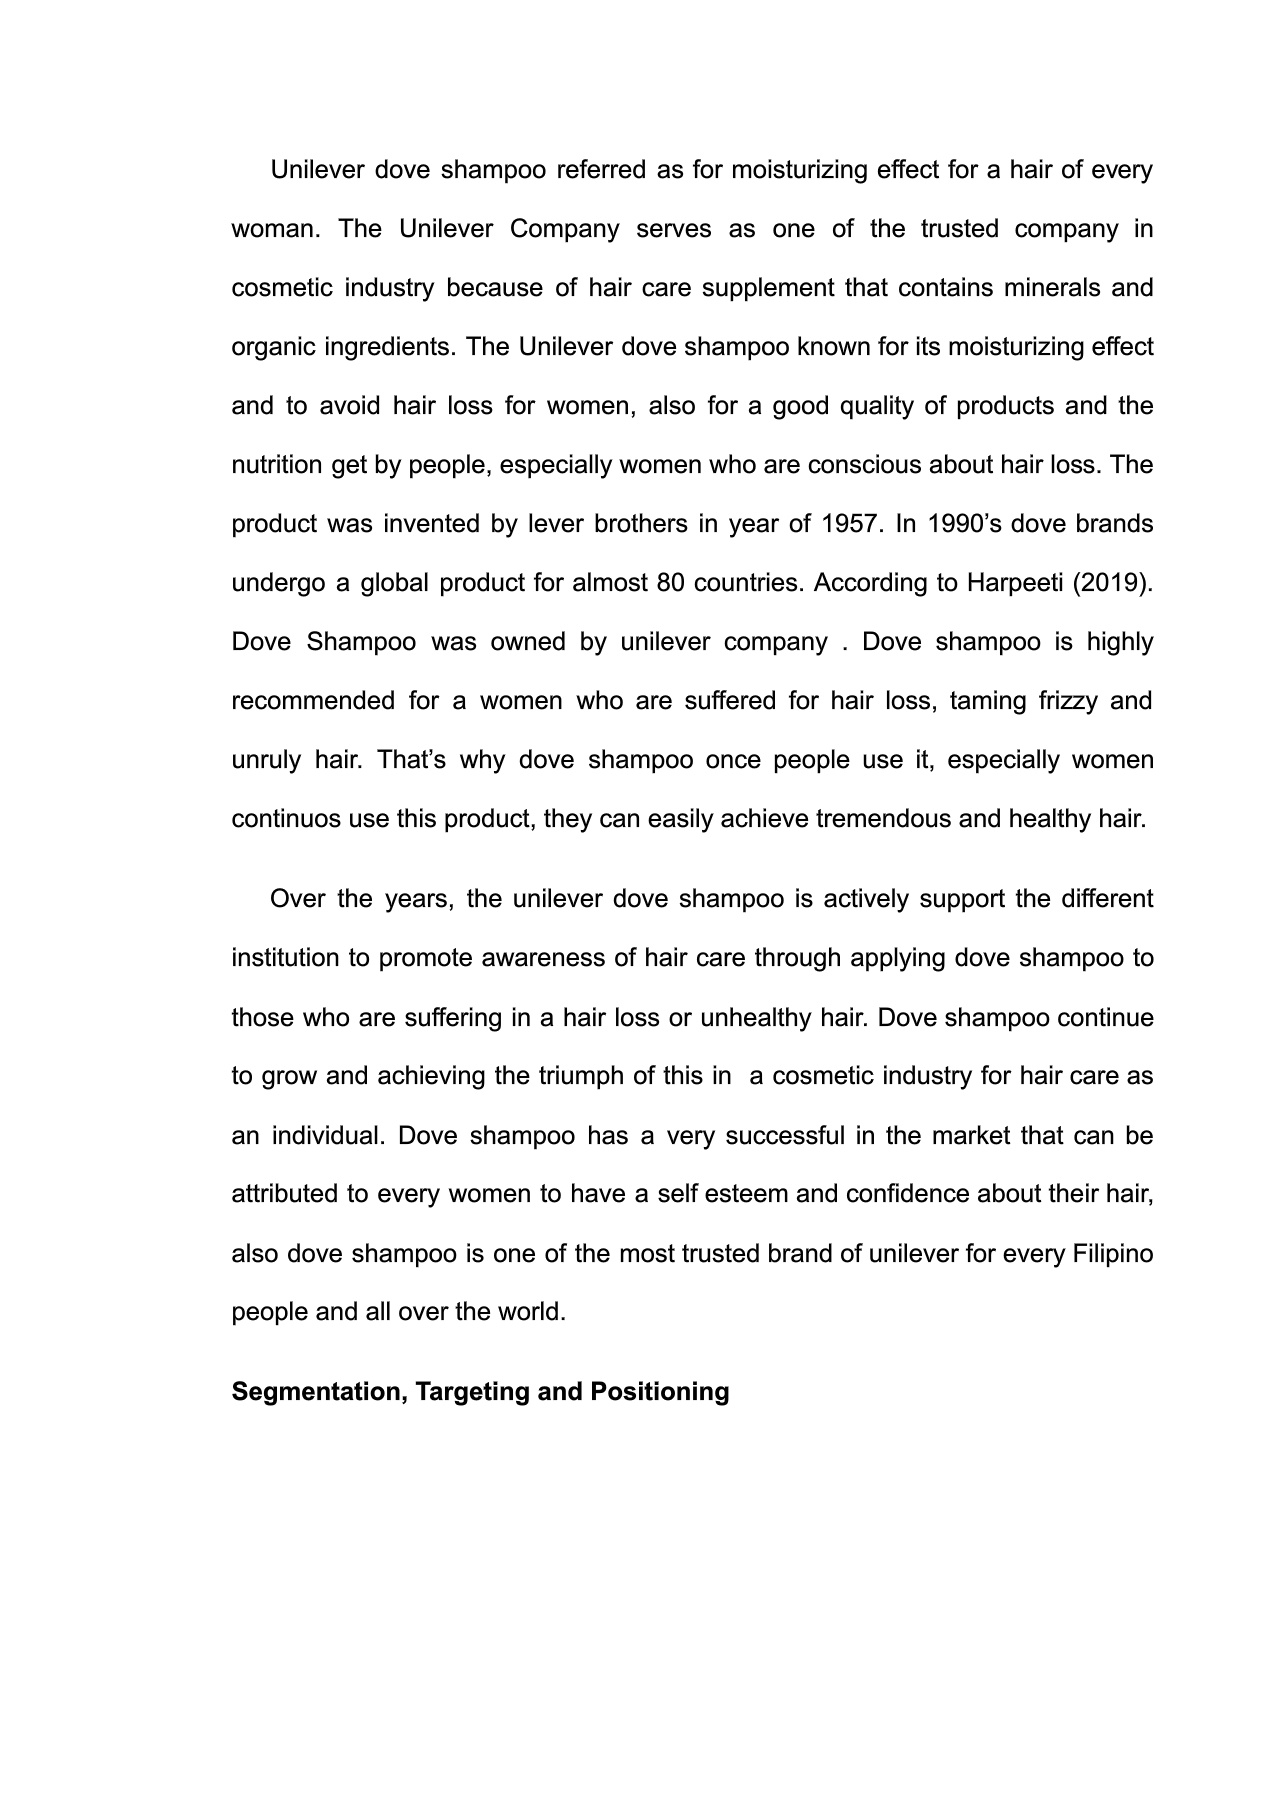 Unilever dove shampoo referred as for moisturizing effect for a hair of every
woman. The Unilever Company serves as one of the trusted company in
cosmetic industry because of hair care supplement that contains minerals and
organic ingredients. The Unilever dove shampoo known for its moisturizing effect
and to avoid hair loss for women, also for a good quality of products and the
nutrition get by people, especially women who are conscious about hair loss. The
product was invented by lever brothers in year of 1957. In 1990’s dove brands
undergo a global product for almost 80 countries. According to Harpeeti (2019).
Dove Shampoo was owned by unilever company . Dove shampoo is highly
recommended for a women who are suffered for hair loss, taming frizzy and
unruly hair. That’s why dove shampoo once people use it, especially women
continuos use this product, they can easily achieve tremendous and healthy hair.
Over the years, the unilever dove shampoo is actively support the different
institution to promote awareness of hair care through applying dove shampoo to
those who are suffering in a hair loss or unhealthy hair. Dove shampoo continue
to grow and achieving the triumph of this in  a cosmetic industry for hair care as
an individual. Dove shampoo has a very successful in the market that can be
attributed to every women to have a self esteem and confidence about their hair,
also dove shampoo is one of the most trusted brand of unilever for every Filipino
people and all over the world.
Segmentation, Targeting and Positioning